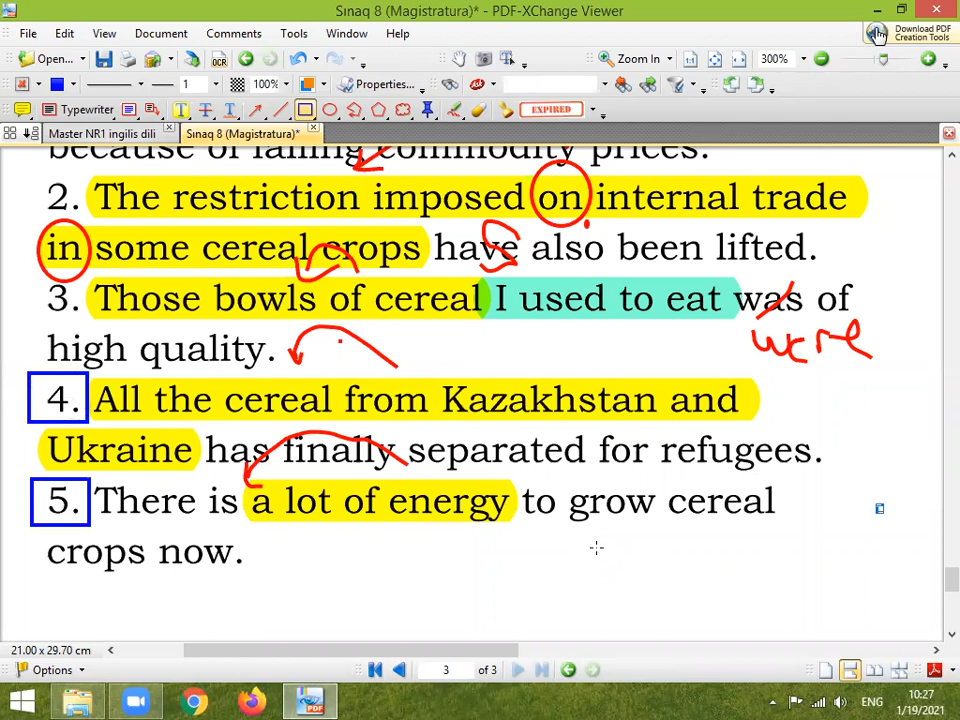 Sınaq 8 (Magistratura)* - PDF-XChange Viewer
File Edit View Document Comments Tools Window Help
Download PDF Creation Tools
Open... OCR Zoom In 300%
1 100% Properties...
Typewriter T T T EXPIRED
Master NR1 ingilis dili Sınaq 8 (Magistratura)*
because of falling commodity prices.
2. The restriction imposed on internal trade
in some cereal crops have also been lifted.
3. Those bowls of cereal I used to eat was of
were
high quality.
4. All the cereal from Kazakhstan and
Ukraine has finally separated for refugees.
5. There is a lot of energy to grow cereal
crops now.
21.00 x 29.70 cm
Options 3 of 3
ENG 10:27
1/19/2021